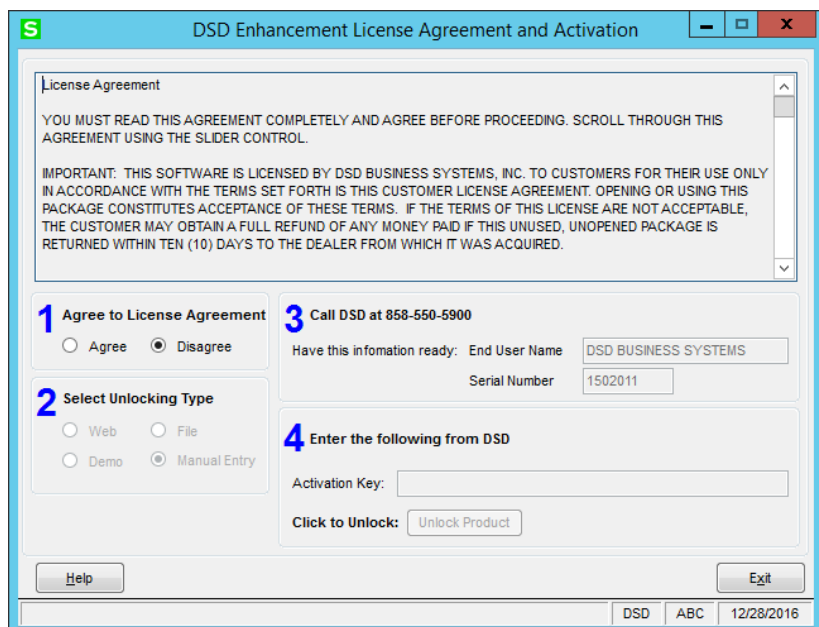 S
DSD Enhancement License Agreement and Activation
License Agreement
YOU MUST READ THIS AGREEMENT COMPLETELY AND AGREE BEFORE PROCEEDING. SCROLL THROUGH THIS
AGREEMENT USING THE SLIDER CONTROL.
IMPORTANT: THIS SOFTWARE IS LICENSED BY DSD BUSINESS SYSTEMS, INC. TO CUSTOMERS FOR THEIR USE ONLY
IN ACCORDANCE WITH THE TERMS SET FORTH IS THIS CUSTOMER LICENSE AGREEMENT. OPENING OR USING THIS
PACKAGE CONSTITUTES ACCEPTANCE OF THESE TERMS. IF THE TERMS OF THIS LICENSE ARE NOT ACCEPTABLE,
THE CUSTOMER MAY OBTAIN A FULL REFUND OF ANY MONEY PAID IF THIS UNUSED, UNOPENED PACKAGE IS
RETURNED WITHIN TEN (10) DAYS TO THE DEALER FROM WHICH IT WAS ACQUIRED.
1 Agree to License Agreement
Agree Disagree
2 Select Unlocking Type
Web File
Demo Manual Entry
3 Call DSD at 858-550-5900
Have this infomation ready: End User Name DSD BUSINESS SYSTEMS
Serial Number 1502011
4 Enter the following from DSD
Activation Key:
Click to Unlock: Unlock Product
Help Exit
DSD ABC 12/28/2016